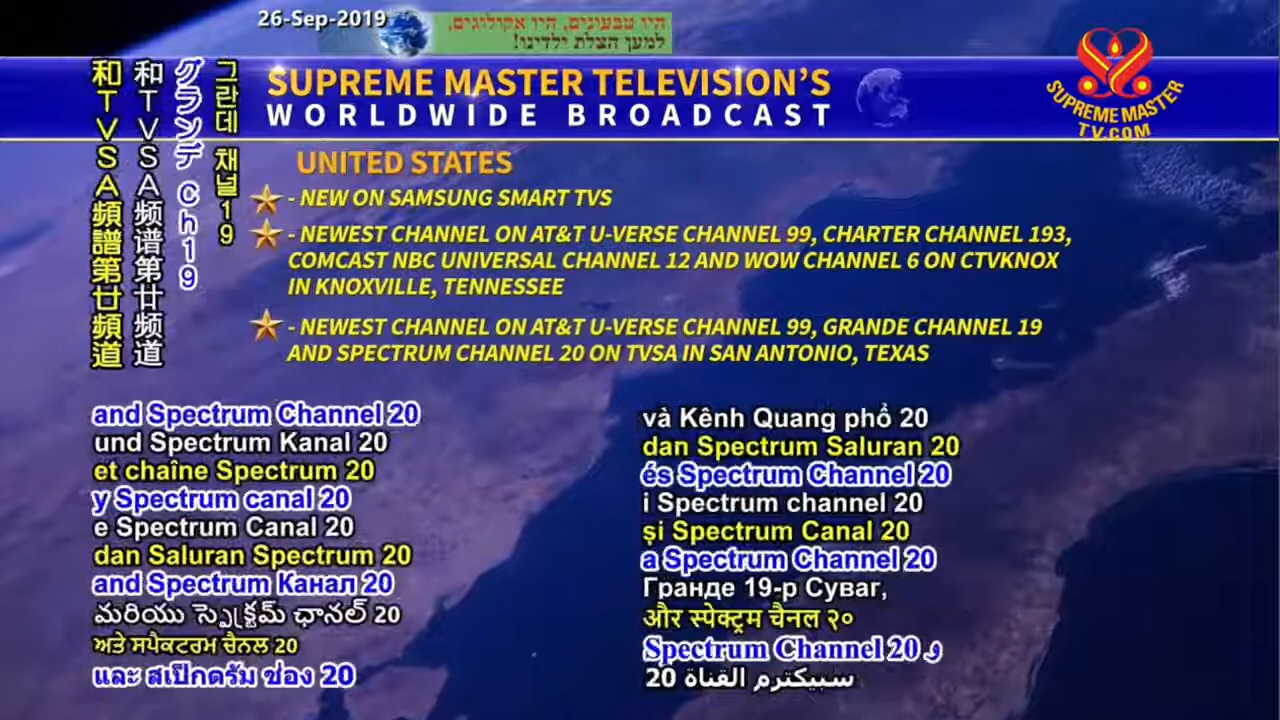 26-Sep-2019
היו טבעונים, היו אקולוגים,
למען הצלת ילדינו!
SUPREME MASTER TELEVISION'S
WORLDWIDE BROADCAST
SUPREME MASTER
TV.COM
UNITED STATES
- NEW ON SAMSUNG SMART TVS
- NEWEST CHANNEL ON AT&T U-VERSE CHANNEL 99, CHARTER CHANNEL 193,
COMCAST NBC UNIVERSAL CHANNEL 12 AND WOW CHANNEL 6 ON CTVKNOX
IN KNOXVILLE, TENNESSEE
- NEWEST CHANNEL ON AT&T U-VERSE CHANNEL 99, GRANDE CHANNEL 19
AND SPECTRUM CHANNEL 20 ON TVSA IN SAN ANTONIO, TEXAS
그란데 채널19
グランデ Ch19
和TVSA频谱第廿频道
和TVSA頻譜第廿頻道
and Spectrum Channel 20
und Spectrum Kanal 20
et chaîne Spectrum 20
y Spectrum canal 20
e Spectrum Canal 20
dan Saluran Spectrum 20
and Spectrum Канал 20
మరియు స్పెక్ట్రమ్ ఛానల్ 20
ਅਤੇ ਸਪੈਕਟਰਮ ਚੈਨਲ 20
และ สเปิกตรัม ช่อง 20
và Kênh Quang phổ 20
dan Spectrum Saluran 20
és Spectrum Channel 20
i Spectrum channel 20
și Spectrum Canal 20
a Spectrum Channel 20
Гранде 19-р Суваг,
और स्पेक्ट्रम चैनल २०
Spectrum Channel 20 و
سبيكترم القناة 20